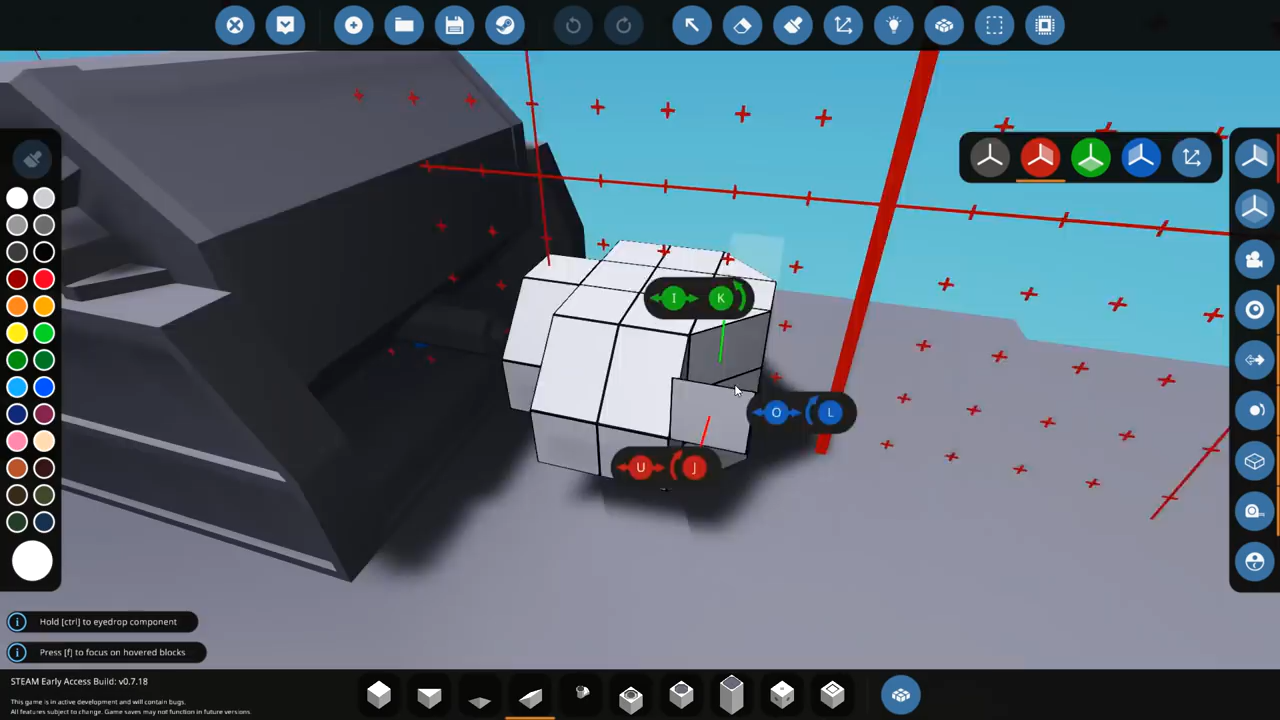 I K
O L
U J
Hold [ctrl] to eyedrop component
Press [f] to focus on hovered blocks
STEAM Early Access Build: v0.7.18
This game is in active development and will contain bugs.
All features subject to change. Game saves may not function in future versions.